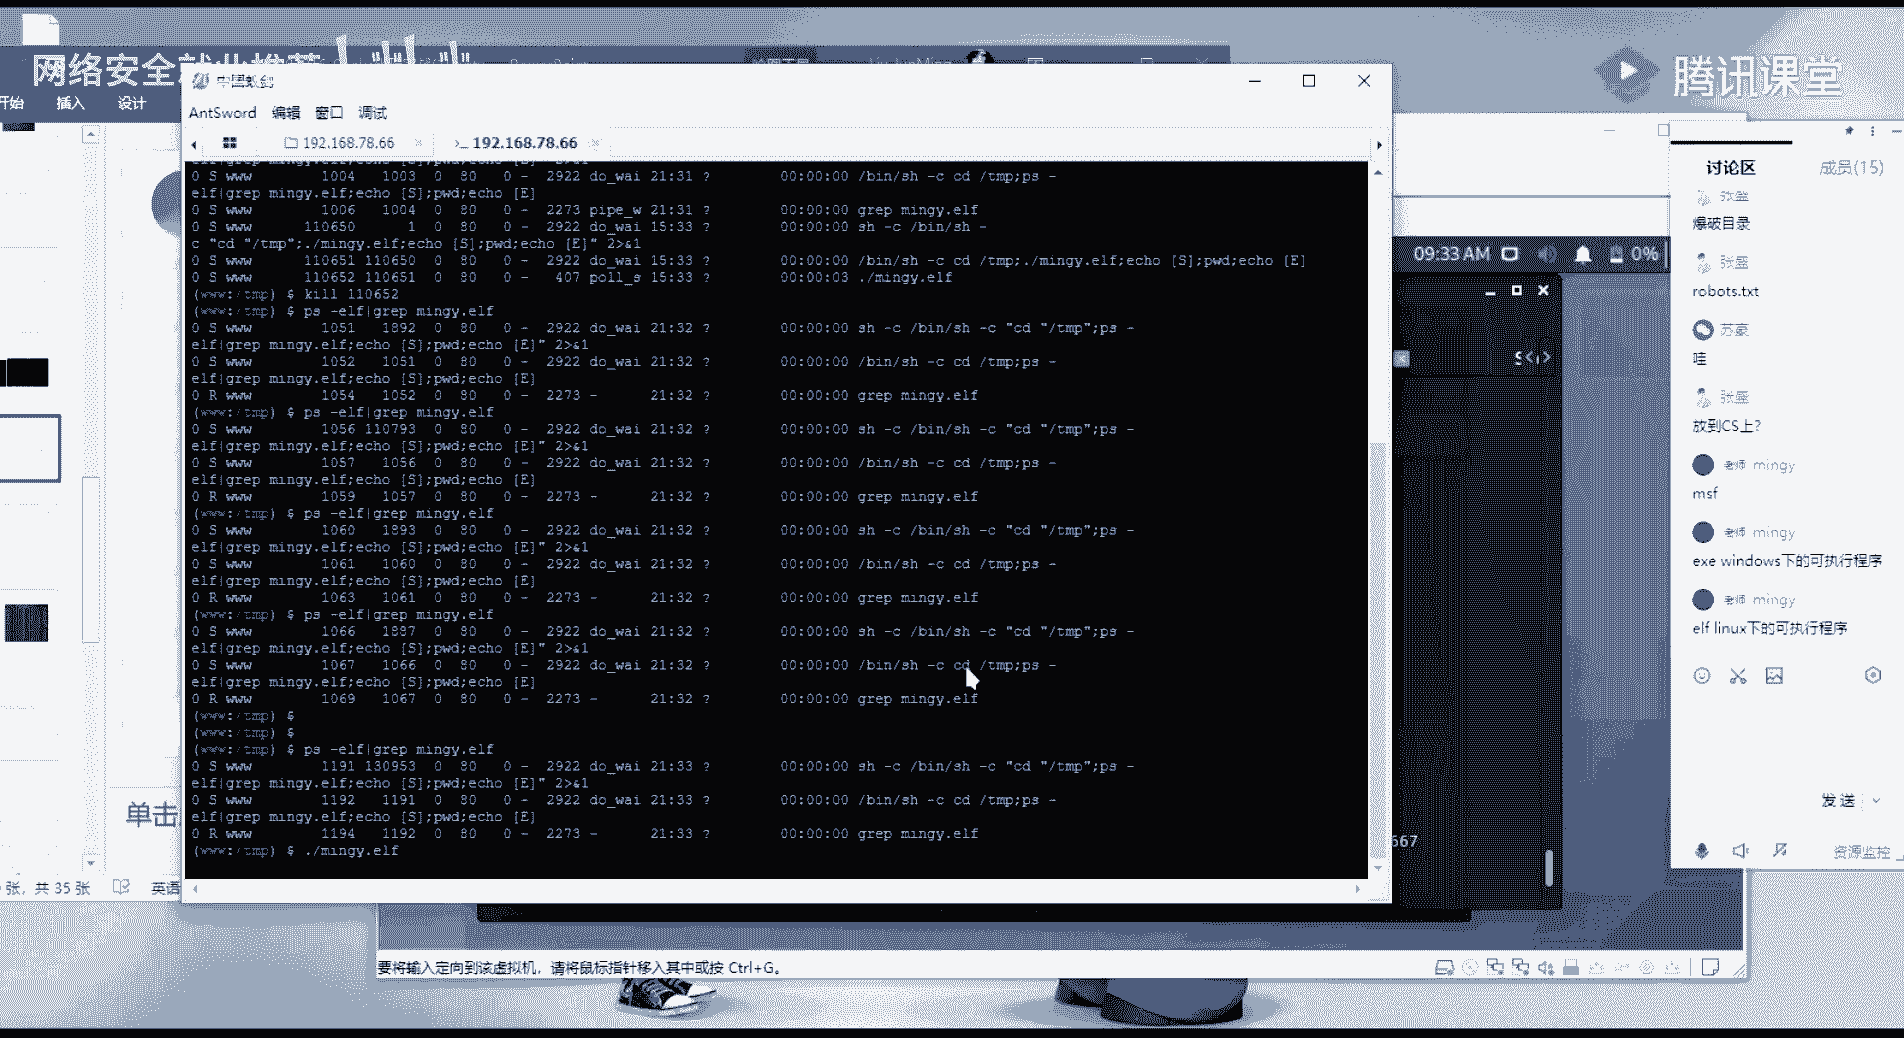 网络安全就业推荐
腾讯课堂
开始 插入 设计
中国蚁剑
AntSword 编辑 窗口 调试
192.168.78.66 × >_ 192.168.78.66 ×
0 S www 1004 1003 0 80 0 - 2922 do_wai 21:31 ? 00:00:00 /bin/sh -c cd /tmp;ps -
elf|grep mingy.elf;echo [S];pwd;echo [E]
0 S www 1006 1004 0 80 0 - 2273 pipe_w 21:31 ? 00:00:00 grep mingy.elf
0 S www 110650 1 0 80 0 - 2922 do_wai 15:33 ? 00:00:00 sh -c /bin/sh -
c "cd "/tmp";./mingy.elf;echo [S];pwd;echo [E]" 2>&1
0 S www 110651 110650 0 80 0 - 2922 do_wai 15:33 ? 00:00:00 /bin/sh -c cd /tmp;./mingy.elf;echo [S];pwd;echo [E]
0 S www 110652 110651 0 80 0 - 407 poll_s 15:33 ? 00:00:03 ./mingy.elf
(www:/tmp) $ kill 110652
(www:/tmp) $ ps -elf|grep mingy.elf
0 S www 1051 1892 0 80 0 - 2922 do_wai 21:32 ? 00:00:00 sh -c /bin/sh -c "cd "/tmp";ps -
elf|grep mingy.elf;echo [S];pwd;echo [E]" 2>&1
0 S www 1052 1051 0 80 0 - 2922 do_wai 21:32 ? 00:00:00 /bin/sh -c cd /tmp;ps -
elf|grep mingy.elf;echo [S];pwd;echo [E]
0 R www 1054 1052 0 80 0 - 2273 - 21:32 ? 00:00:00 grep mingy.elf
(www:/tmp) $ ps -elf|grep mingy.elf
0 S www 1056 110793 0 80 0 - 2922 do_wai 21:32 ? 00:00:00 sh -c /bin/sh -c "cd "/tmp";ps -
elf|grep mingy.elf;echo [S];pwd;echo [E]" 2>&1
0 S www 1057 1056 0 80 0 - 2922 do_wai 21:32 ? 00:00:00 /bin/sh -c cd /tmp;ps -
elf|grep mingy.elf;echo [S];pwd;echo [E]
0 R www 1059 1057 0 80 0 - 2273 - 21:32 ? 00:00:00 grep mingy.elf
(www:/tmp) $ ps -elf|grep mingy.elf
0 S www 1060 1893 0 80 0 - 2922 do_wai 21:32 ? 00:00:00 sh -c /bin/sh -c "cd "/tmp";ps -
elf|grep mingy.elf;echo [S];pwd;echo [E]" 2>&1
0 S www 1061 1060 0 80 0 - 2922 do_wai 21:32 ? 00:00:00 /bin/sh -c cd /tmp;ps -
elf|grep mingy.elf;echo [S];pwd;echo [E]
0 R www 1063 1061 0 80 0 - 2273 - 21:32 ? 00:00:00 grep mingy.elf
(www:/tmp) $ ps -elf|grep mingy.elf
0 S www 1066 1887 0 80 0 - 2922 do_wai 21:32 ? 00:00:00 sh -c /bin/sh -c "cd "/tmp";ps -
elf|grep mingy.elf;echo [S];pwd;echo [E]" 2>&1
0 S www 1067 1066 0 80 0 - 2922 do_wai 21:32 ? 00:00:00 /bin/sh -c cd /tmp;ps -
elf|grep mingy.elf;echo [S];pwd;echo [E]
0 R www 1069 1067 0 80 0 - 2273 - 21:32 ? 00:00:00 grep mingy.elf
(www:/tmp) $
(www:/tmp) $
(www:/tmp) $ ps -elf|grep mingy.elf
0 S www 1191 130953 0 80 0 - 2922 do_wai 21:33 ? 00:00:00 sh -c /bin/sh -c "cd "/tmp";ps -
elf|grep mingy.elf;echo [S];pwd;echo [E]" 2>&1
0 S www 1192 1191 0 80 0 - 2922 do_wai 21:33 ? 00:00:00 /bin/sh -c cd /tmp;ps -
elf|grep mingy.elf;echo [S];pwd;echo [E]
0 R www 1194 1192 0 80 0 - 2273 - 21:33 ? 00:00:00 grep mingy.elf
(www:/tmp) $ ./mingy.elf
09:33 AM 0%
667
单击
张，共 35 张 英语
要将输入定向到该虚拟机，请将鼠标指针移入其中或按 Ctrl+G。
讨论区 成员(15)
张盛
爆破目录
张盛
robots.txt
苏豪
哇
张盛
放到CS上?
老师 mingy
msf
老师 mingy
exe windows下的可执行程序
老师 mingy
elf linux下的可执行程序
发送
资源监控